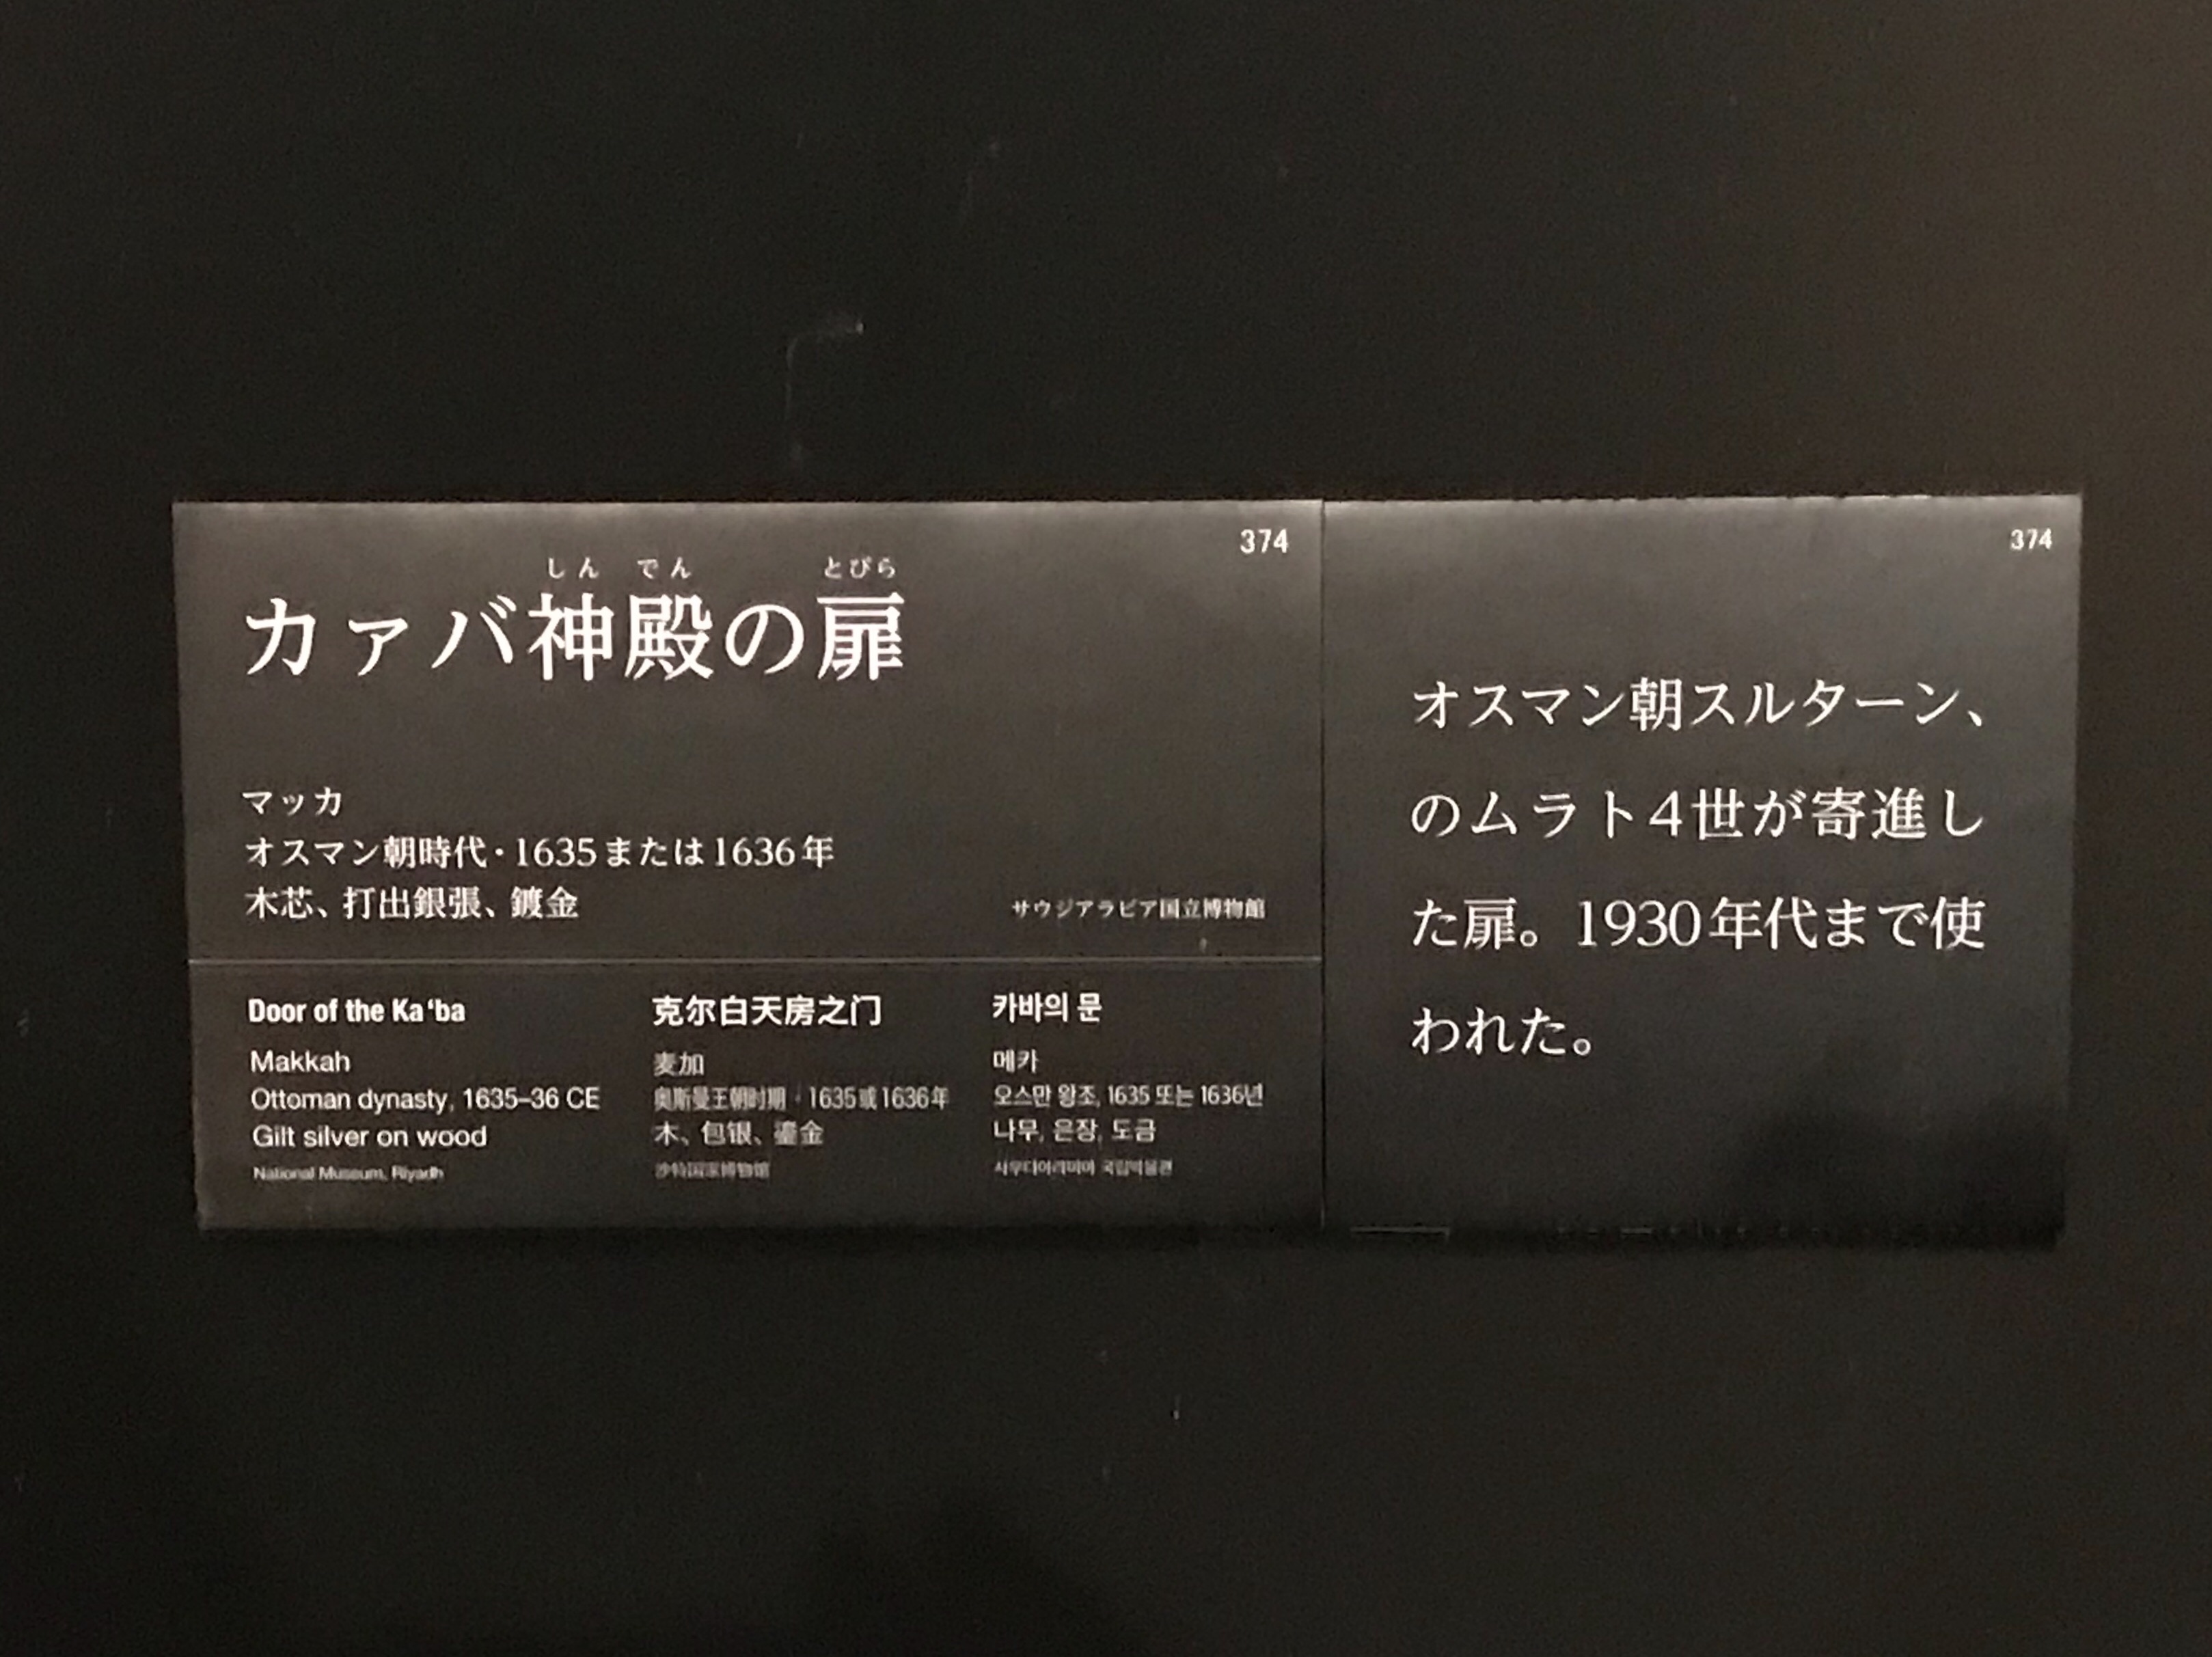 374
しんでん とびら
カァバ神殿の扉
マッカ
オスマン朝時代・1635または1636年
木芯、打出銀張、鍍金
サウジアラビア国立博物館
Door of the Ka‘ba
Makkah
Ottoman dynasty, 1635–36 CE
Gilt silver on wood
National Museum, Riyadh
克尔白天房之门
麦加
奥斯曼王朝时期・1635或1636年
木、包银、鎏金
沙特国家博物馆
카바의 문
메카
오스만 왕조, 1635 또는 1636년
나무, 은장, 도금
사우디아라비아 국립박물관
374
オスマン朝スルターン、
のムラト4世が寄進し
た扉。1930年代まで使
われた。